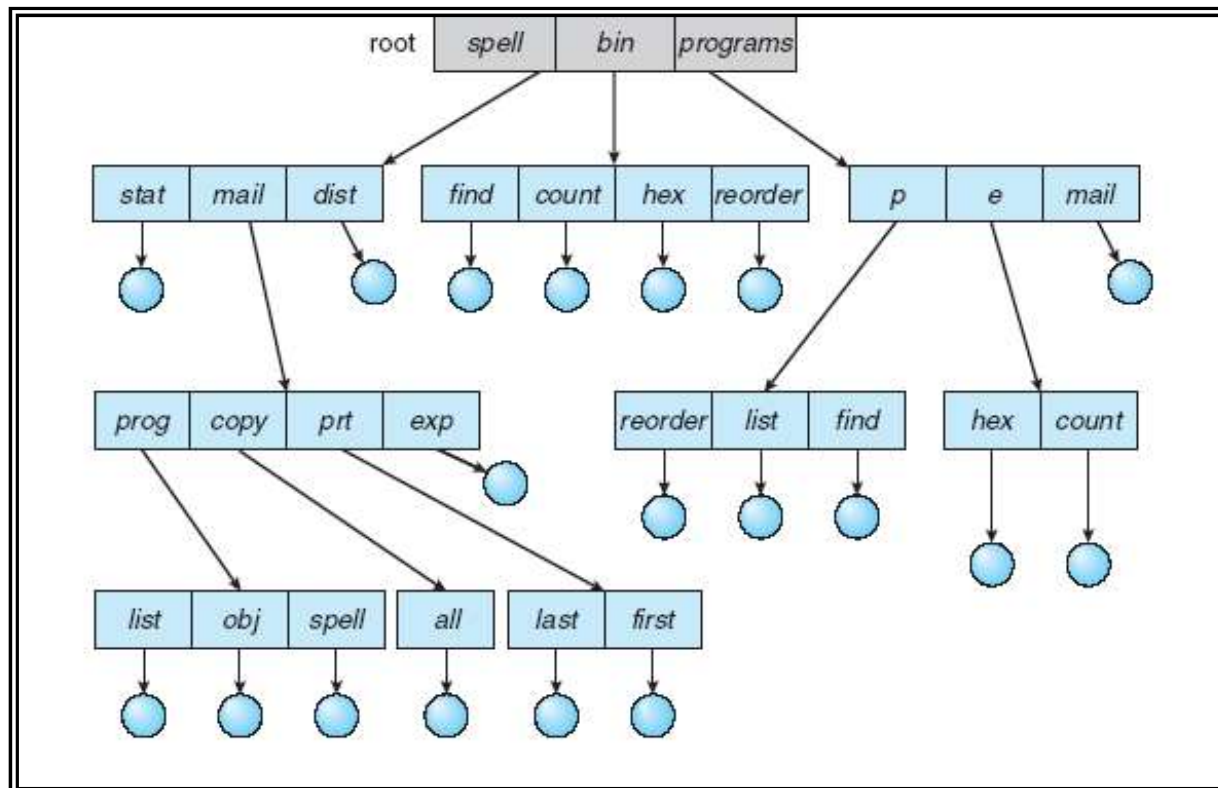 root spell bin programs
stat mail dist find count hex reorder p e mail
prog copy prt exp reorder list find hex count
list obj spell all last first